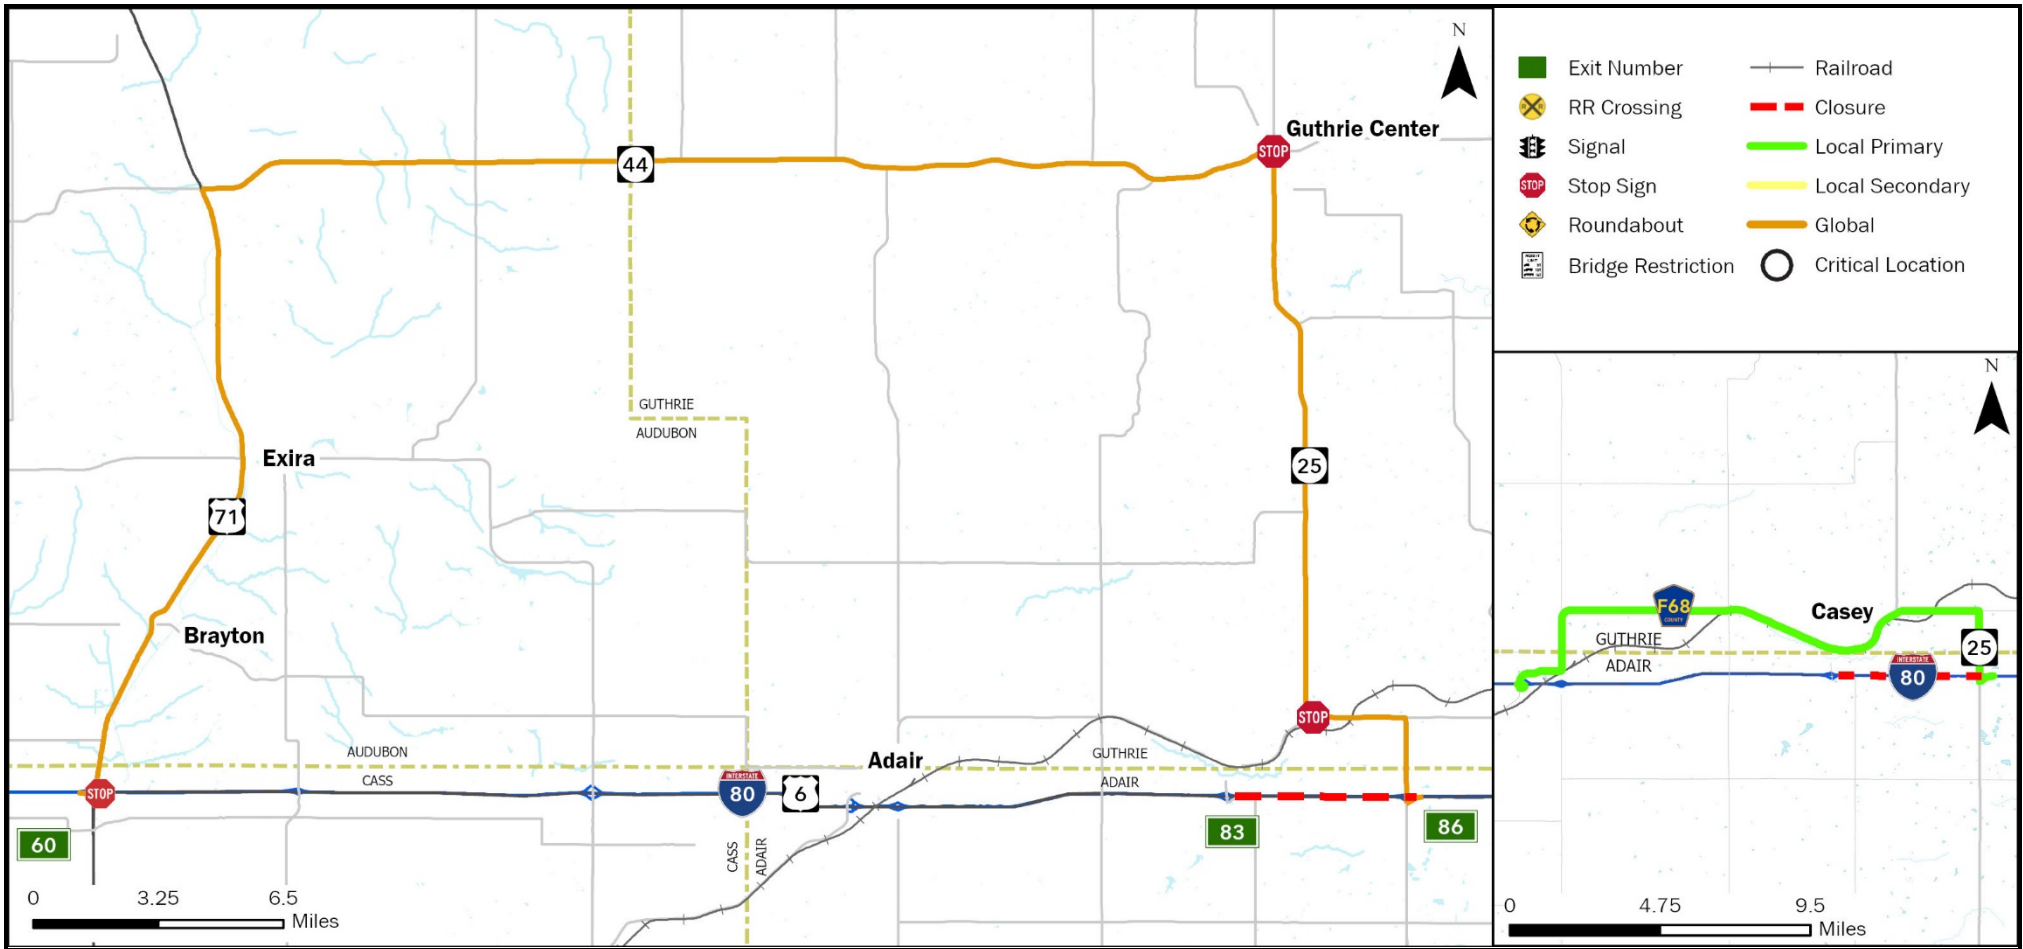 N
Guthrie Center
STOP
44
GUTHRIE
AUDUBON
Exira
25
71
Brayton
STOP
AUDUBON
CASS
Adair
GUTHRIE
ADAIR
STOP
INTERSTATE
80
6
60
83
86
CASS
ADAIR
0 3.25 6.5
Miles
Exit Number
Railroad
RR Crossing
Closure
Signal
Local Primary
STOP
Stop Sign
Local Secondary
Roundabout
Global
Bridge Restriction
Critical Location
N
F68
COUNTY
Casey
GUTHRIE
ADAIR
25
INTERSTATE
80
0 4.75 9.5
Miles